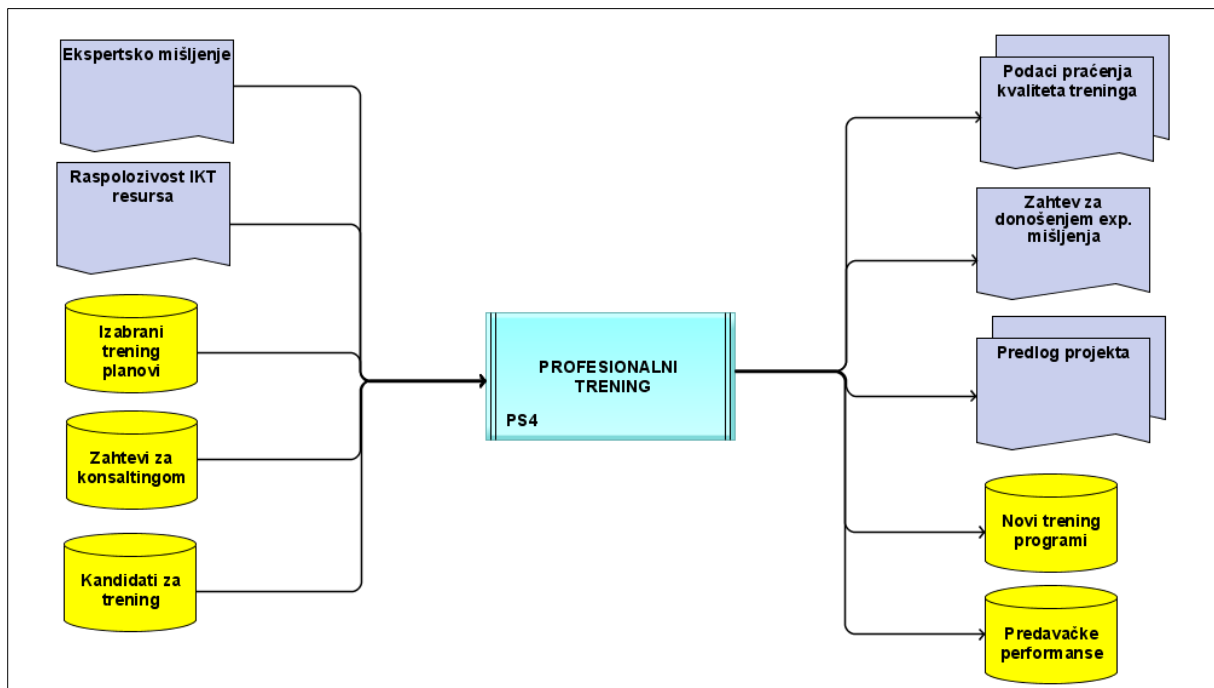 Ekspertsko mišljenje
Raspolozivost IKT
resursa
Izabrani
trening
planovi
Zahtevi za
konsaltingom
Kandidati za
trening
PROFESIONALNI
TRENING
PS4
Podaci praćenja
kvaliteta treninga
Zahtev za
donošenjem exp.
mišljenja
Predlog projekta
Novi trening
programi
Predavačke
performanse